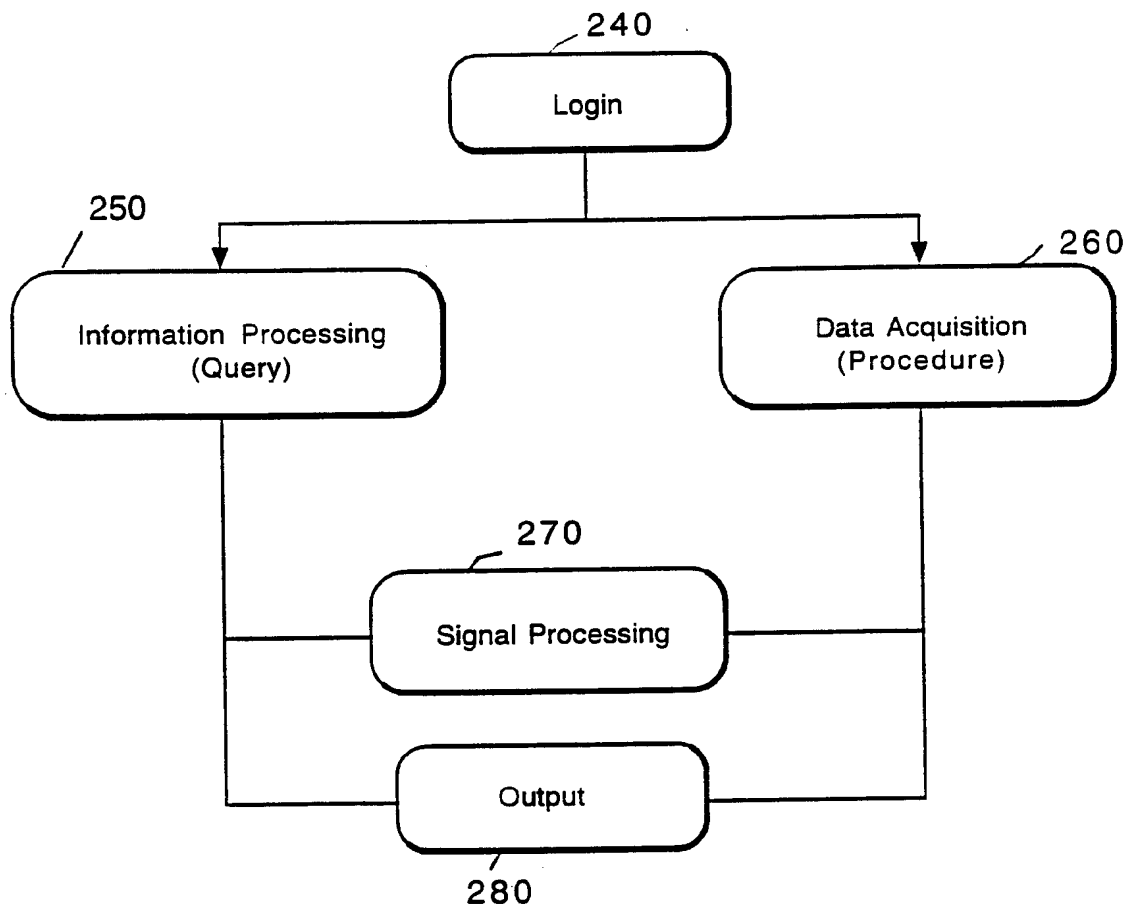 240
Login
250
260
Information Processing
(Query)
Data Acquisition
(Procedure)
270
Signal Processing
Output
280